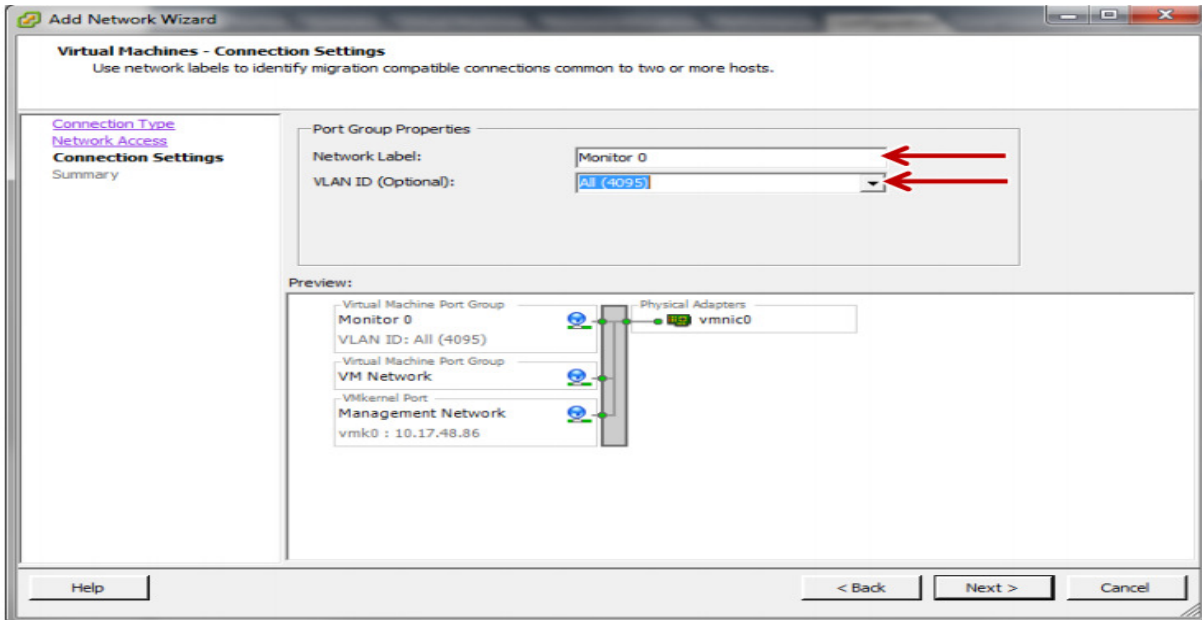 Add Network Wizard
Virtual Machines - Connection Settings
Use network labels to identify migration compatible connections common to two or more hosts.
Connection Type
Network Access
Connection Settings
Summary
Port Group Properties
Network Label: Monitor 0
VLAN ID (Optional): All (4095)
Preview:
Virtual Machine Port Group
Monitor 0
VLAN ID: All (4095)
Virtual Machine Port Group
VM Network
VMkernel Port
Management Network
vmk0 : 10.17.48.86
Physical Adapters
vmnic0
Help
< Back
Next >
Cancel